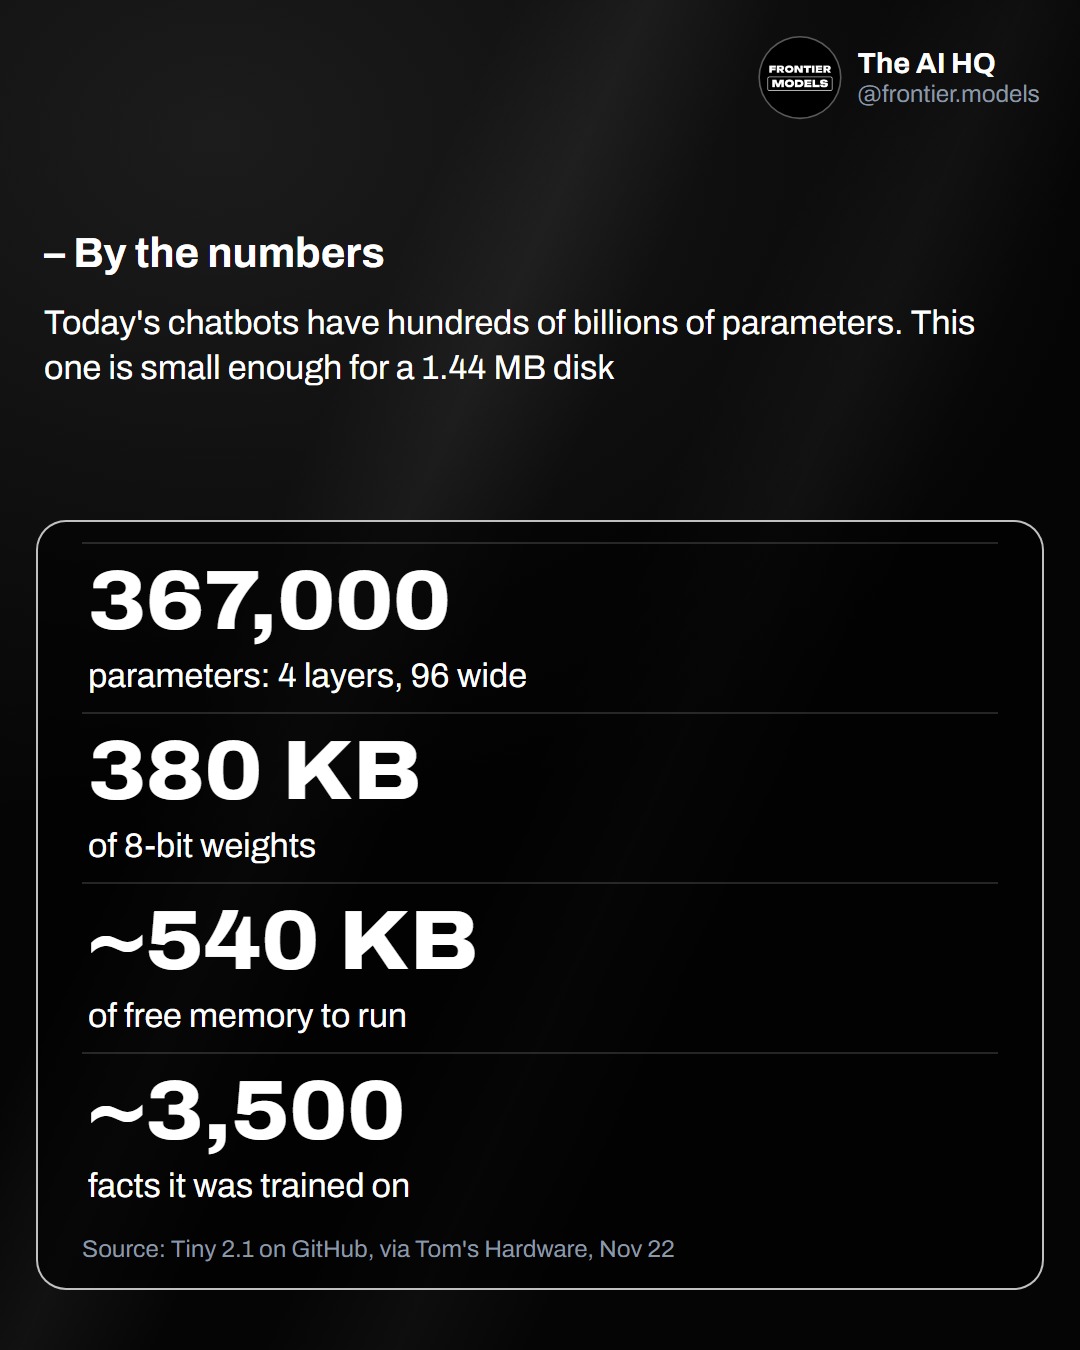 FRONTIER
MODELS
The AI HQ
@frontier.models
– By the numbers
Today's chatbots have hundreds of billions of parameters. This
one is small enough for a 1.44 MB disk
367,000
parameters: 4 layers, 96 wide
380 KB
of 8-bit weights
~540 KB
of free memory to run
~3,500
facts it was trained on
Source: Tiny 2.1 on GitHub, via Tom's Hardware, Nov 22